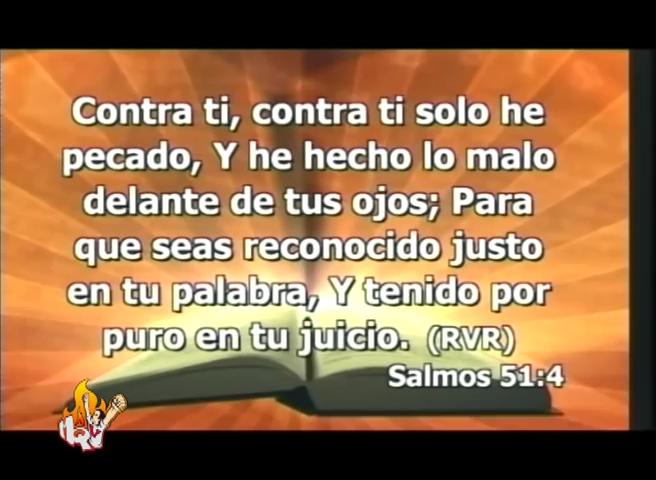 Contra ti, contra ti solo he
pecado, Y he hecho lo malo
delante de tus ojos; Para
que seas reconocido justo
en tu palabra, Y tenido por
puro en tu juicio. (RVR)
Salmos 51:4